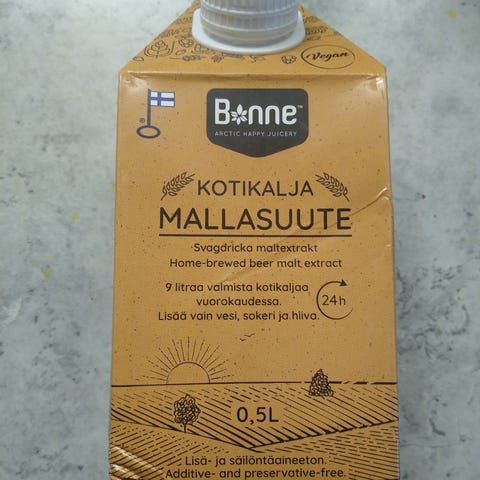 Vegan
Bonne™
ARCTIC HAPPY JUICERY
®
KOTIKALJA
MALLASUUTE
Svagdricka maltextrakt
Home-brewed beer malt extract
9 litraa valmista kotikaljaa
vuorokaudessa.
24h
Lisää vain vesi, sokeri ja hiiva.
0,5L
Lisä- ja säilöntäaineeton.
Additive- and preservative-free.